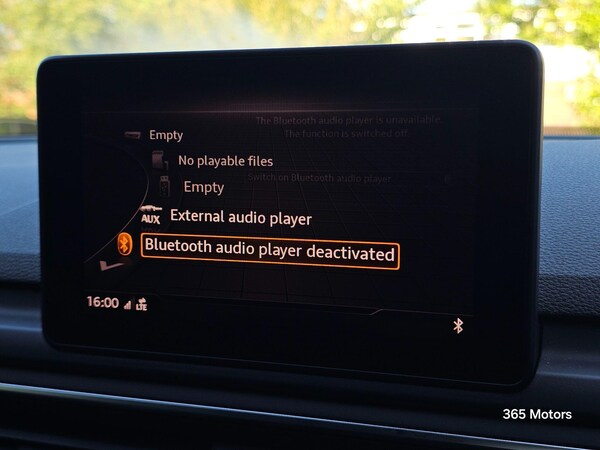 The Bluetooth audio player is unavailable.
The function is switched off.
Empty
No playable files
Switch on Bluetooth audio player
Empty
AUX
External audio player
Bluetooth audio player deactivated
16:00
LTE
365 Motors